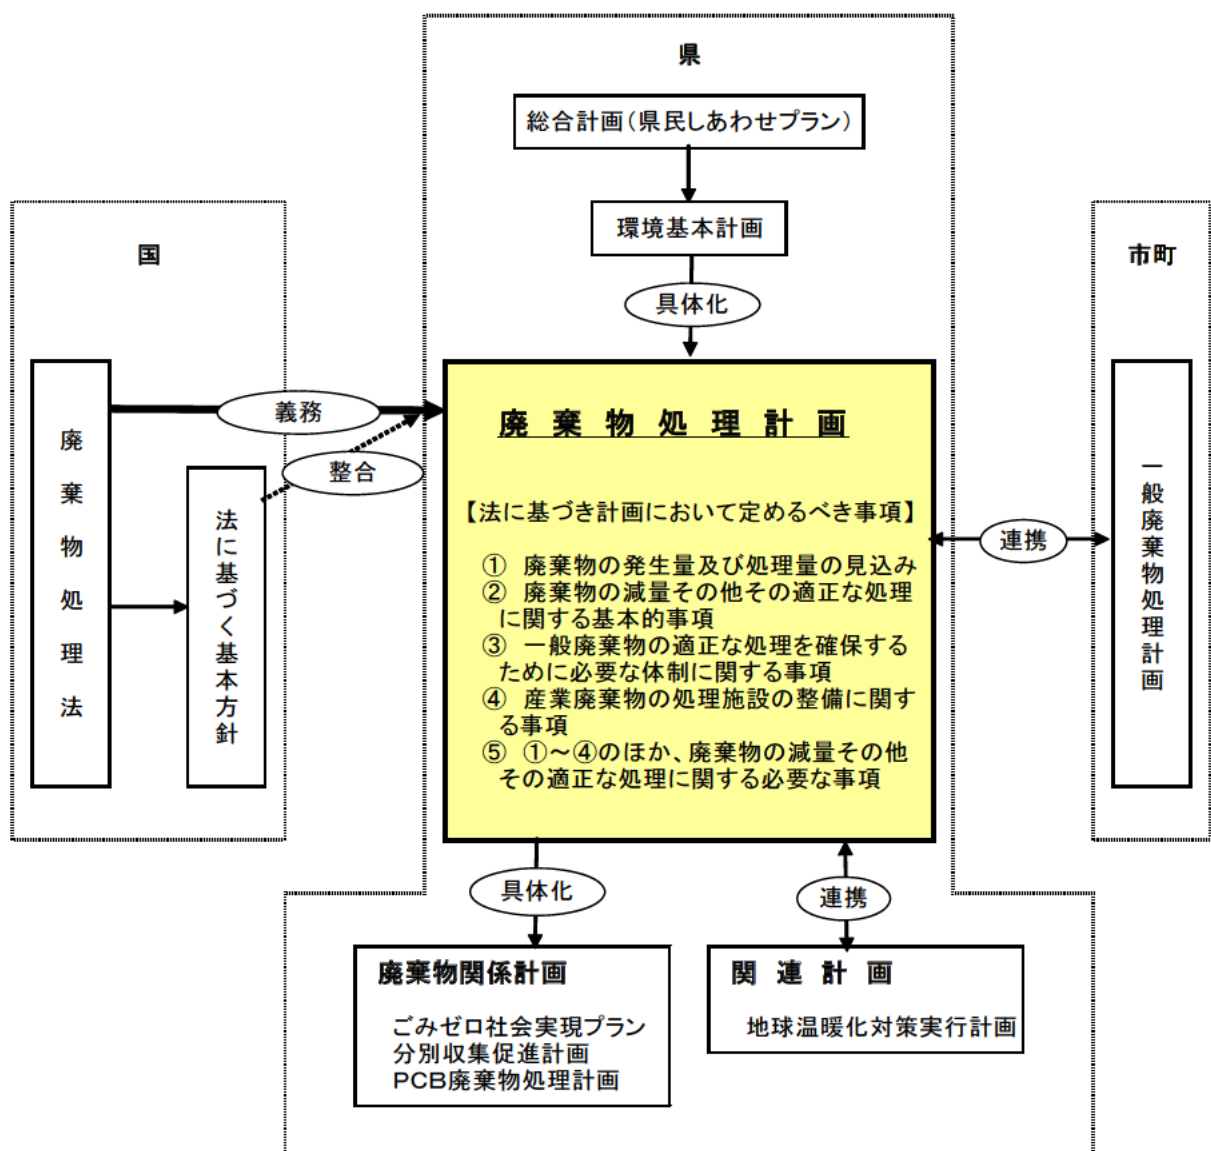 県
総合計画（県民しあわせプラン）
環境基本計画
具体化
国
廃棄物処理法
義務
整合
法に基づく基本方針
廃棄物処理計画
【法に基づき計画において定めるべき事項】
① 廃棄物の発生量及び処理量の見込み
② 廃棄物の減量その他その適正な処理
に関する基本的事項
③ 一般廃棄物の適正な処理を確保する
ために必要な体制に関する事項
④ 産業廃棄物の処理施設の整備に関す
る事項
⑤ ①～④のほか、廃棄物の減量その他
その適正な処理に関する必要な事項
連携
市町
一般廃棄物処理計画
具体化
連携
廃棄物関係計画
ごみゼロ社会実現プラン
分別収集促進計画
PCB廃棄物処理計画
関連計画
地球温暖化対策実行計画